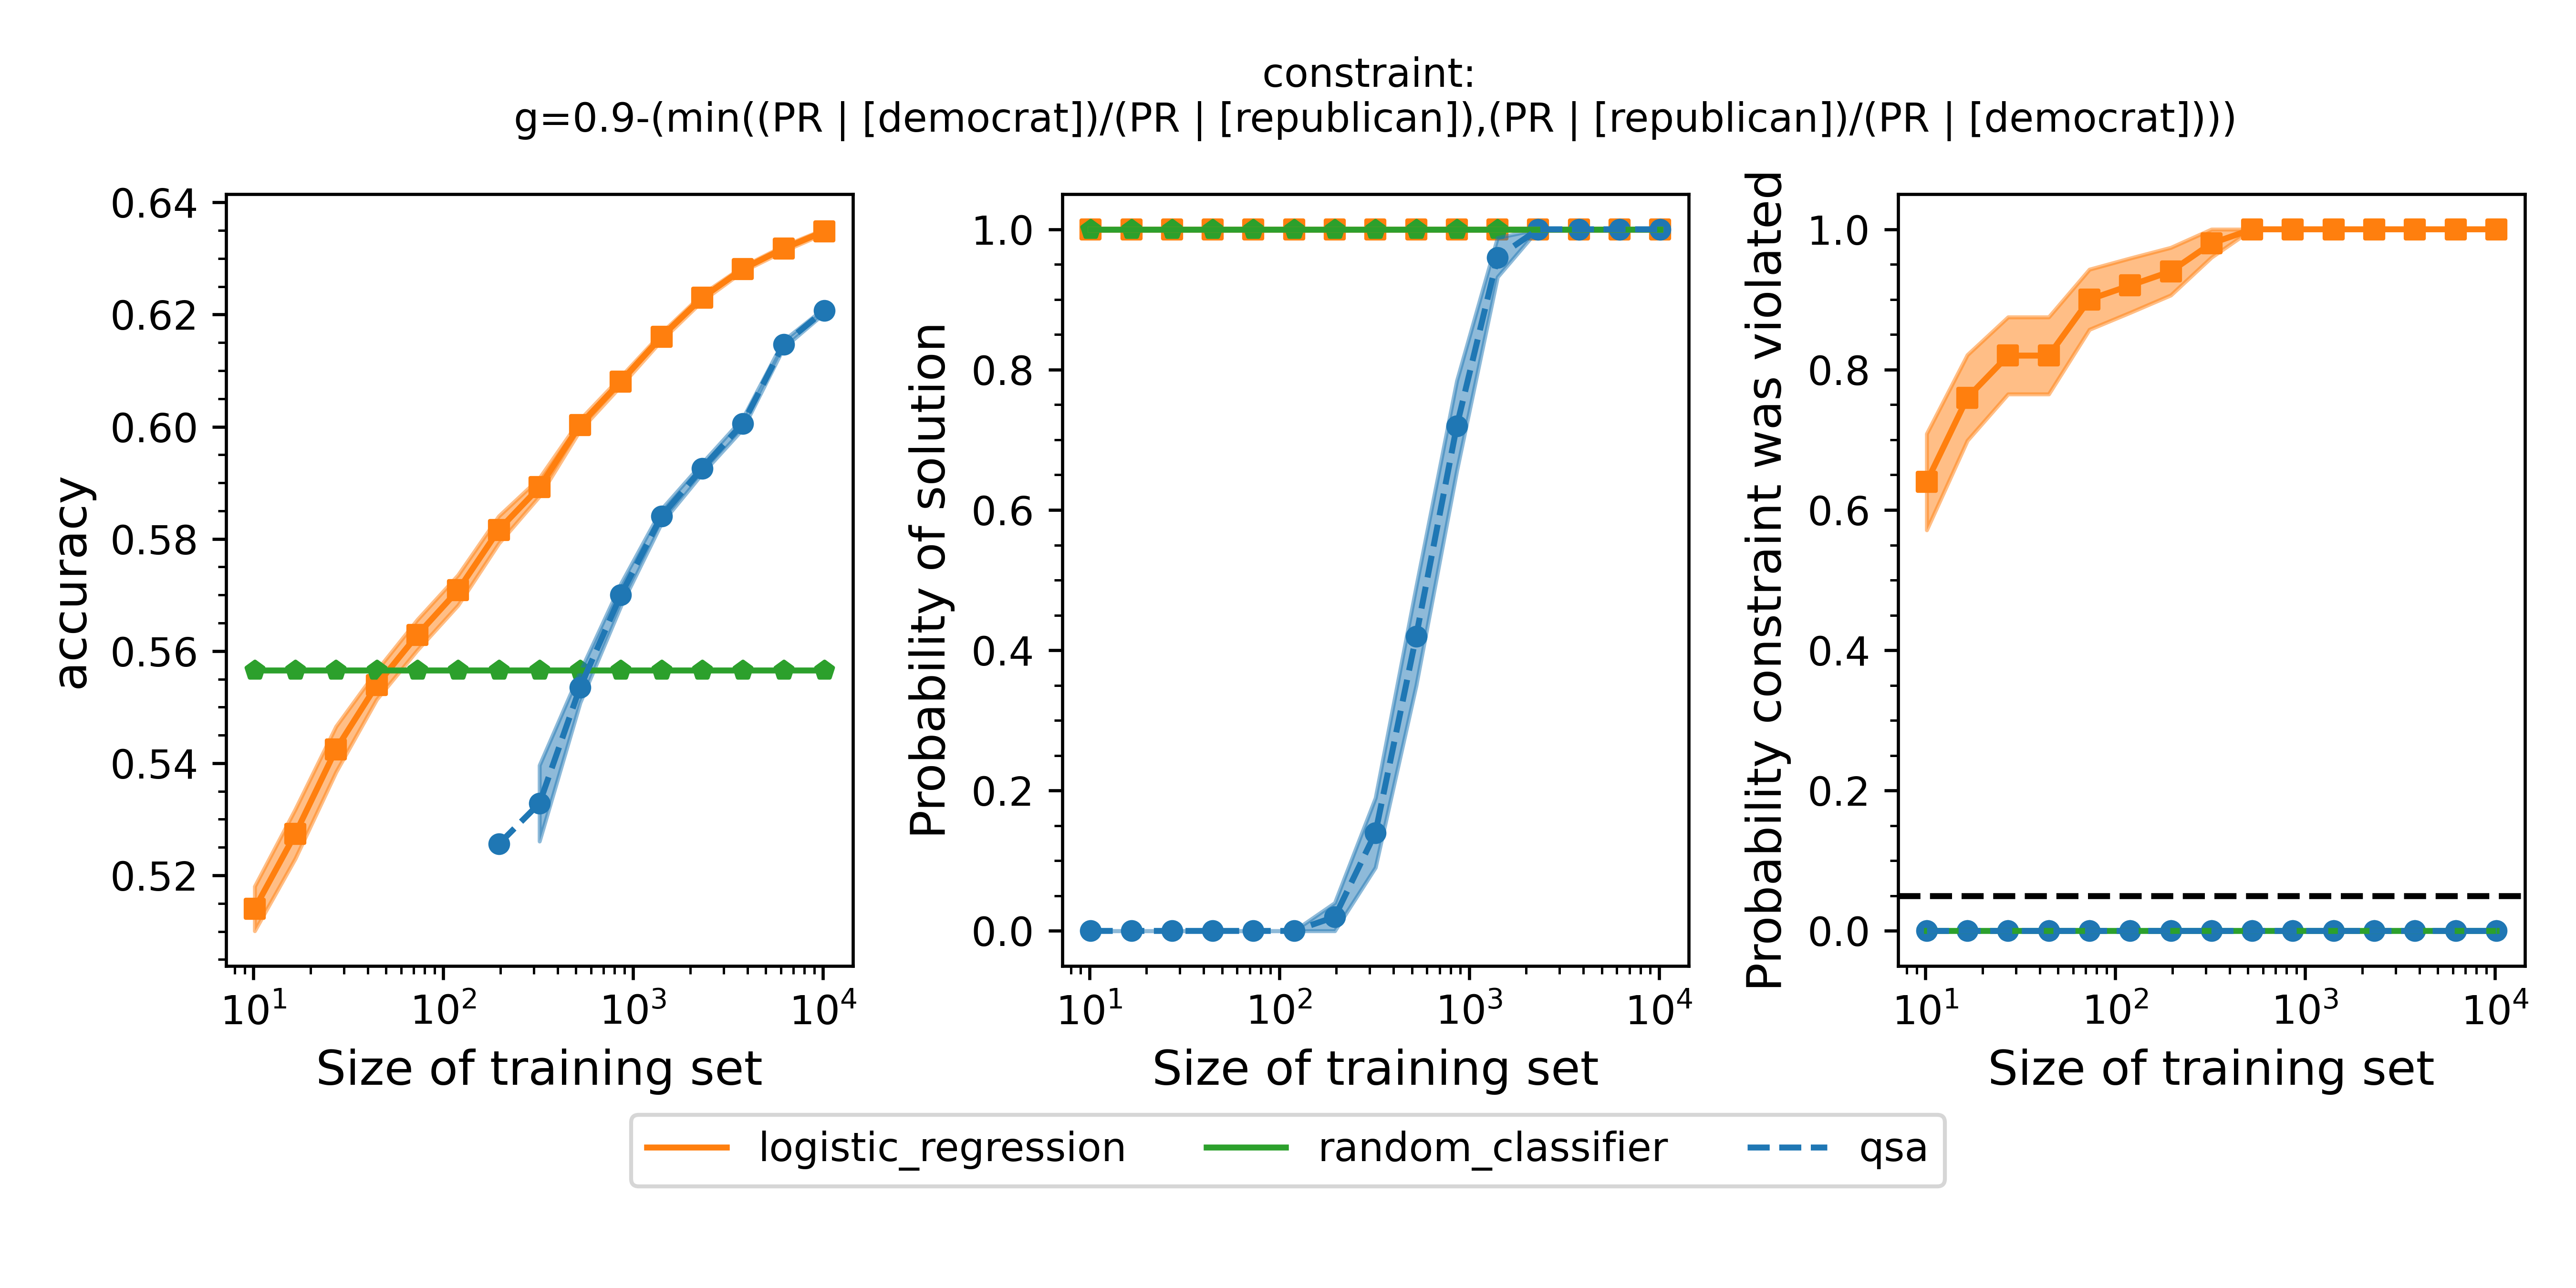 constraint:
g=0.9-(min((PR | [democrat])/(PR | [republican]),(PR | [republican])/(PR | [democrat])))
accuracy
0.64
0.62
0.60
0.58
0.56
0.54
0.52
10¹
10²
10³
10⁴
Size of training set
Probability of solution
1.0
0.8
0.6
0.4
0.2
0.0
10¹
10²
10³
10⁴
Size of training set
Probability constraint was violated
1.0
0.8
0.6
0.4
0.2
0.0
10¹
10²
10³
10⁴
Size of training set
logistic_regression
random_classifier
qsa